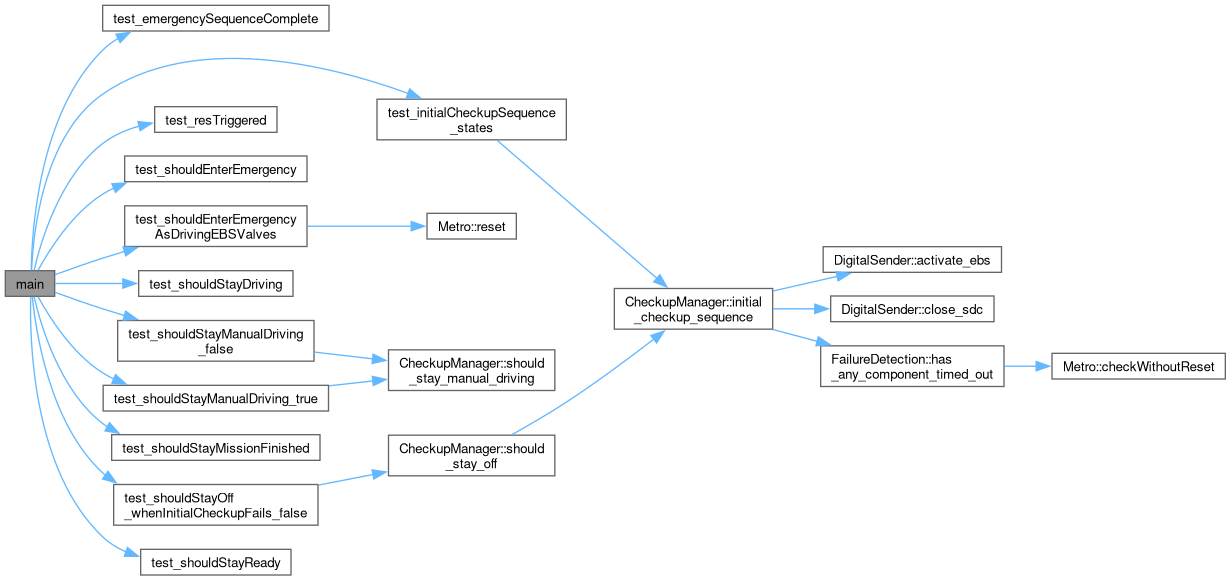 main
test_emergencySequenceComplete
test_initialCheckupSequence
_states
test_resTriggered
test_shouldEnterEmergency
test_shouldEnterEmergency
AsDrivingEBSValves
Metro::reset
test_shouldStayDriving
test_shouldStayManualDriving
_false
test_shouldStayManualDriving_true
CheckupManager::should
_stay_manual_driving
test_shouldStayMissionFinished
test_shouldStayOff
_whenInitialCheckupFails_false
CheckupManager::should
_stay_off
test_shouldStayReady
CheckupManager::initial
_checkup_sequence
DigitalSender::activate_ebs
DigitalSender::close_sdc
FailureDetection::has
_any_component_timed_out
Metro::checkWithoutReset